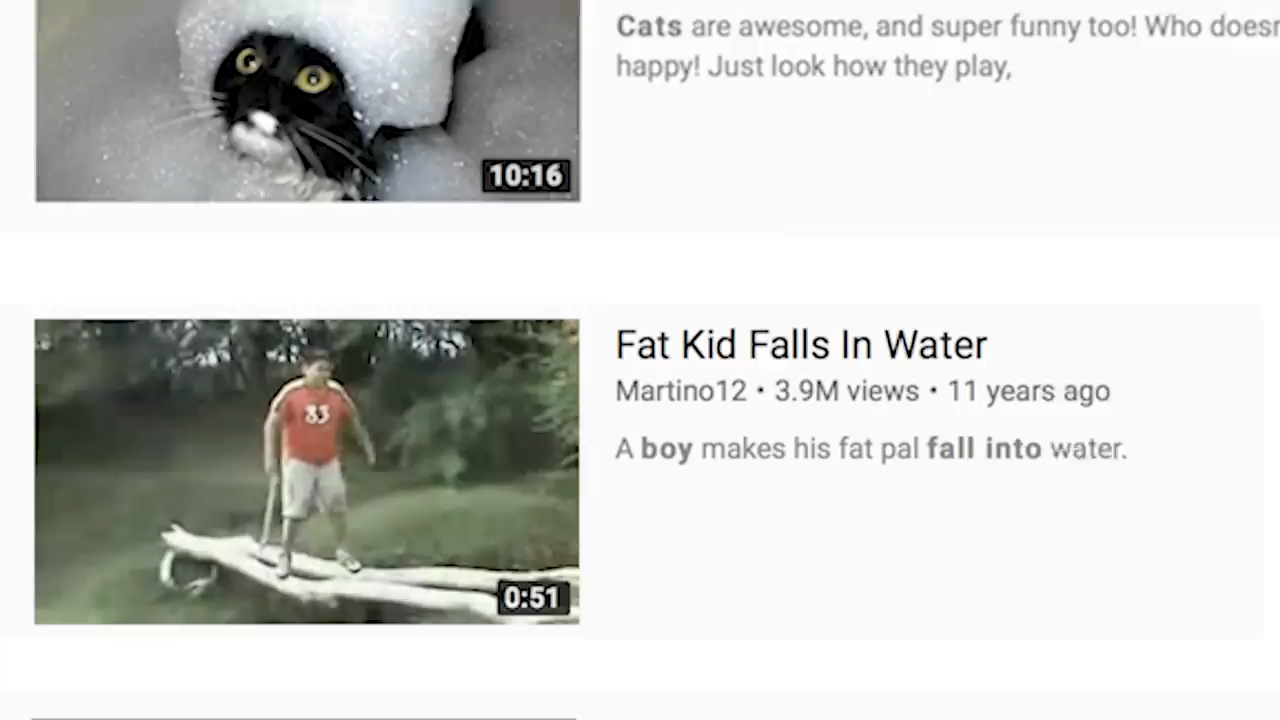 Cats are awesome, and super funny too! Who doesn
happy! Just look how they play,
10:16
Fat Kid Falls In Water
Martino12 • 3.9M views • 11 years ago
A boy makes his fat pal fall into water.
33
0:51